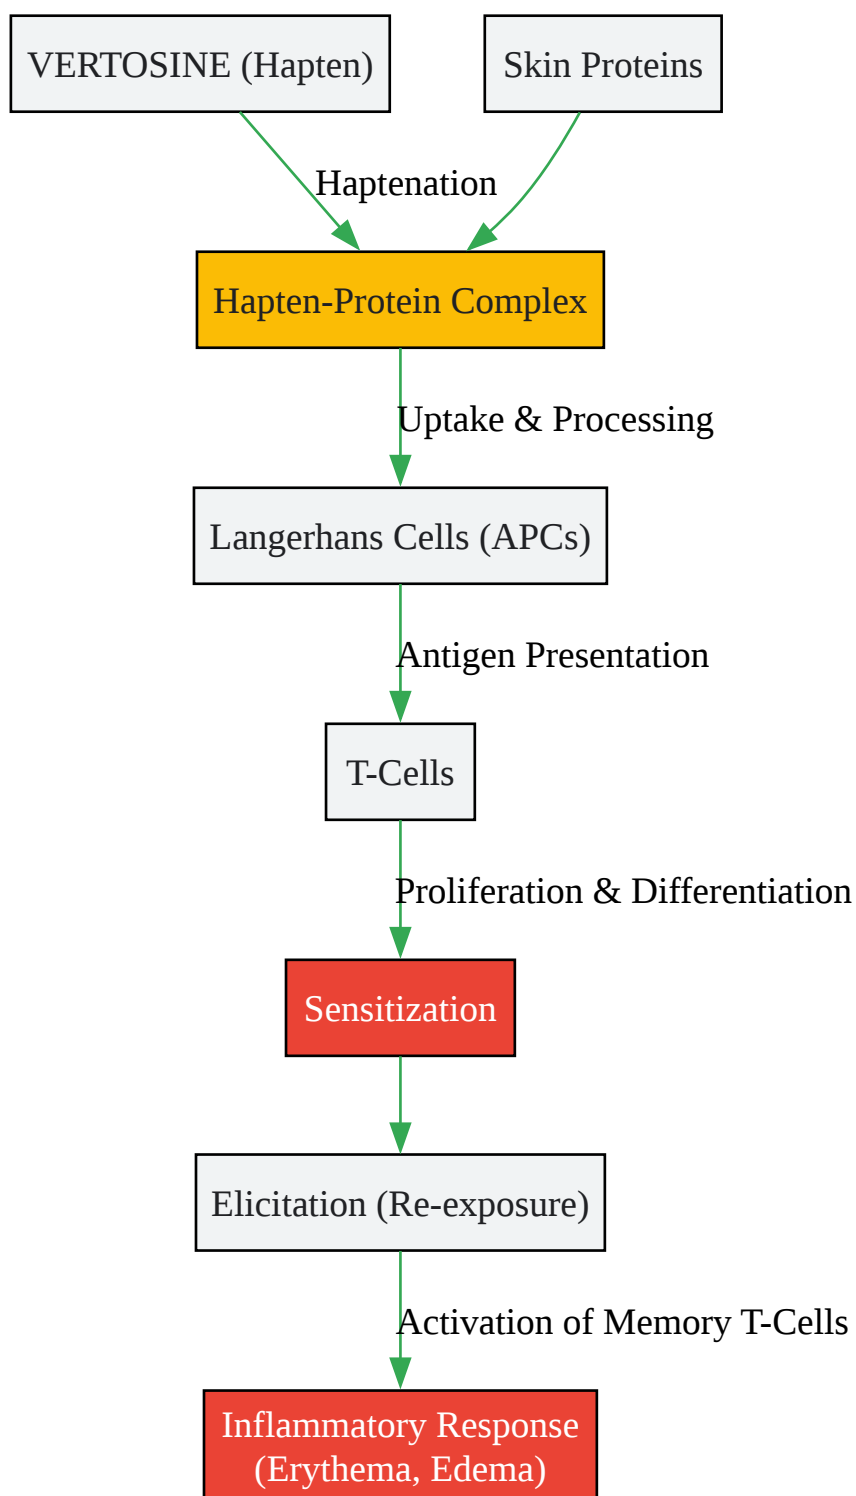 VERTOSINE (Hapten)
Skin Proteins
Haptenation
Hapten-Protein Complex
Uptake & Processing
Langerhans Cells (APCs)
Antigen Presentation
T-Cells
Proliferation & Differentiation
Sensitization
Elicitation (Re-exposure)
Activation of Memory T-Cells
Inflammatory Response
(Erythema, Edema)